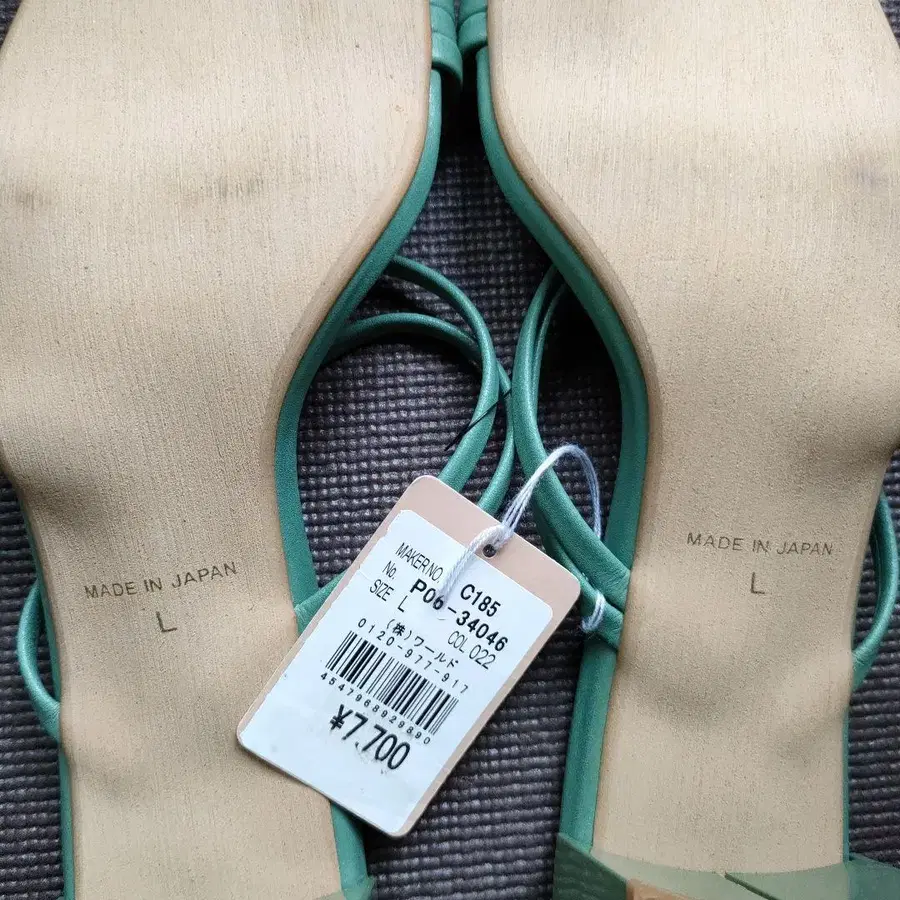 MADE IN JAPAN
L
MADE IN JAPAN
L
MAKER NO. C185
No. P06-34046
SIZE L COL 022
(株)ワールド
0120-977-917
4547968929890
¥7,700